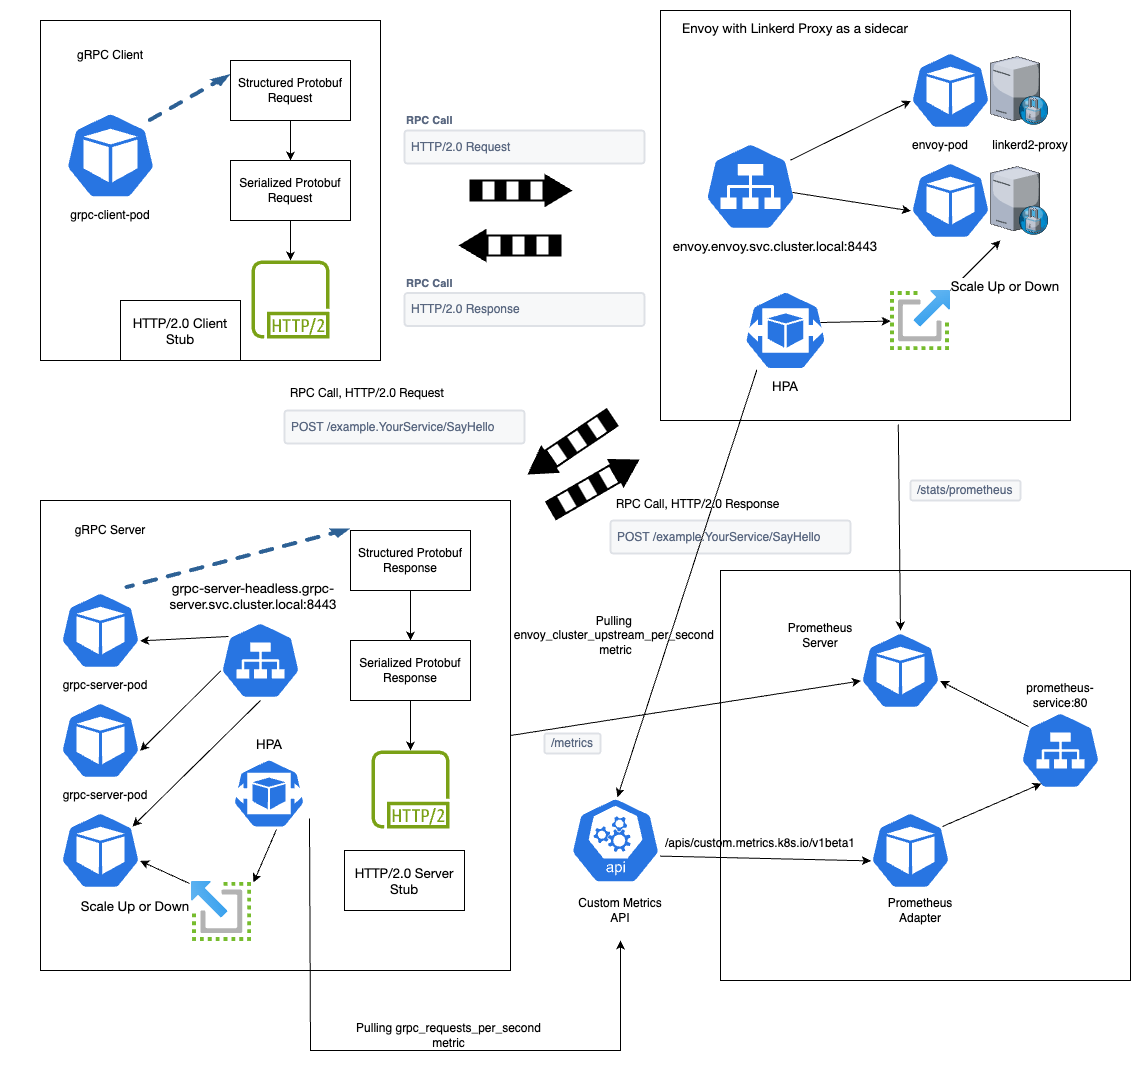 gRPC Client
Structured Protobuf
Request
grpc-client-pod
Serialized Protobuf
Request
HTTP/2
HTTP/2.0 Client
Stub
RPC Call
HTTP/2.0 Request
RPC Call
HTTP/2.0 Response
Envoy with Linkerd Proxy as a sidecar
envoy-pod
linkerd2-proxy
envoy.envoy.svc.cluster.local:8443
Scale Up or Down
HPA
RPC Call, HTTP/2.0 Request
POST /example.YourService/SayHello
RPC Call, HTTP/2.0 Response
POST /example.YourService/SayHello
/stats/prometheus
gRPC Server
Structured Protobuf
Response
grpc-server-headless.grpc-
server.svc.cluster.local:8443
grpc-server-pod
Serialized Protobuf
Response
HPA
grpc-server-pod
HTTP/2
HTTP/2.0 Server
Stub
Scale Up or Down
Pulling
envoy_cluster_upstream_per_second
metric
/metrics
Prometheus
Server
prometheus-
service:80
api
/apis/custom.metrics.k8s.io/v1beta1
Custom Metrics
API
Prometheus
Adapter
Pulling grpc_requests_per_second
metric